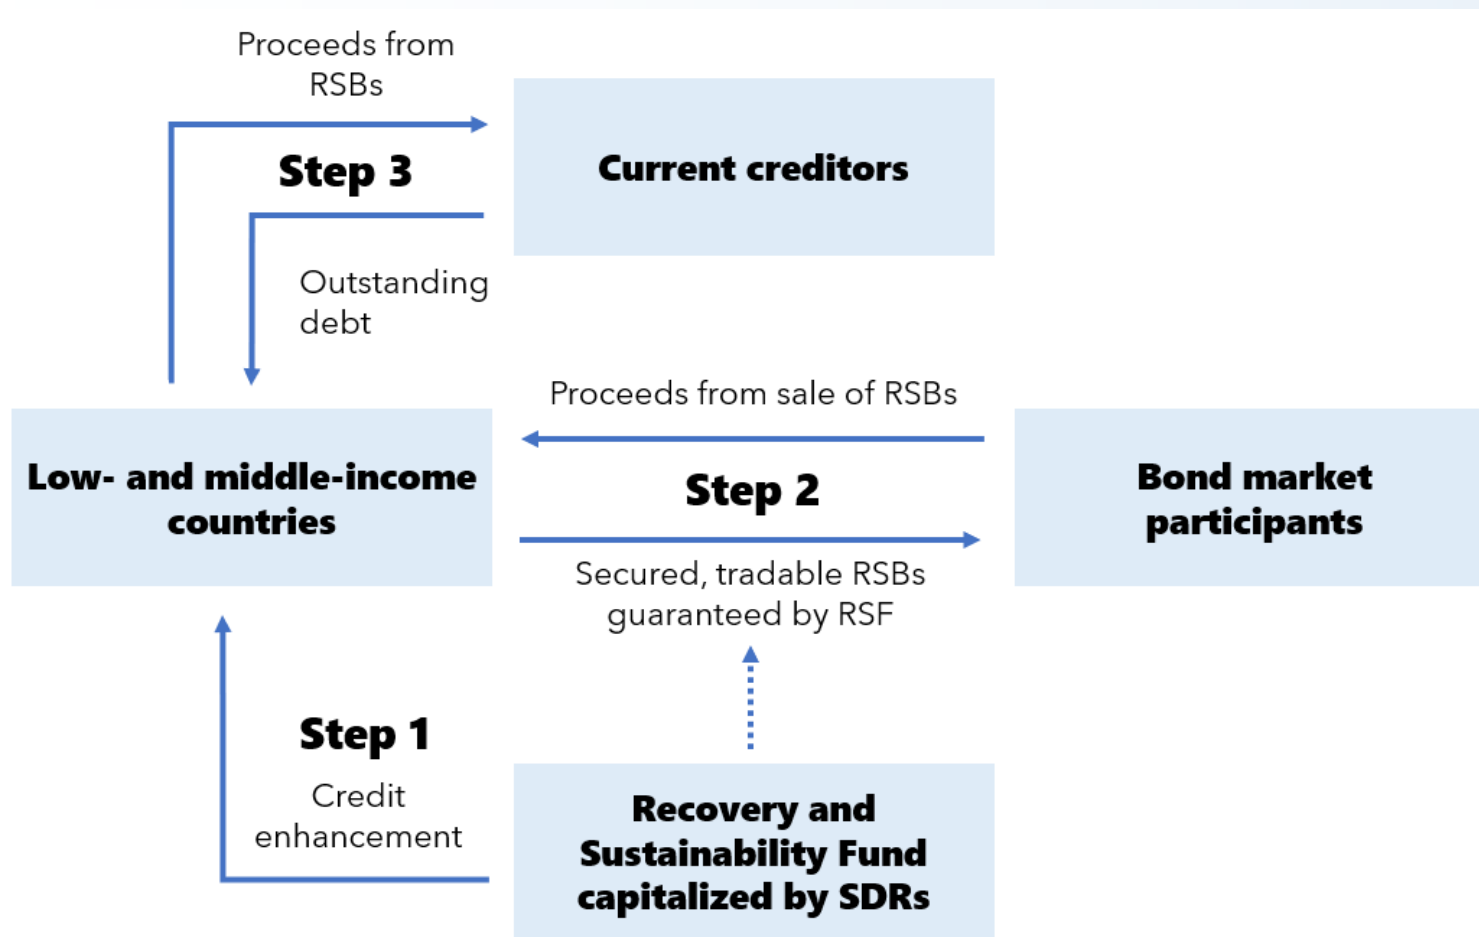 Proceeds from
RSBs
Step 3
Current creditors
Outstanding
debt
Proceeds from sale of RSBs
Low- and middle-income
countries
Step 2
Bond market
participants
Secured, tradable RSBs
guaranteed by RSF
Step 1
Credit
enhancement
Recovery and
Sustainability Fund
capitalized by SDRs